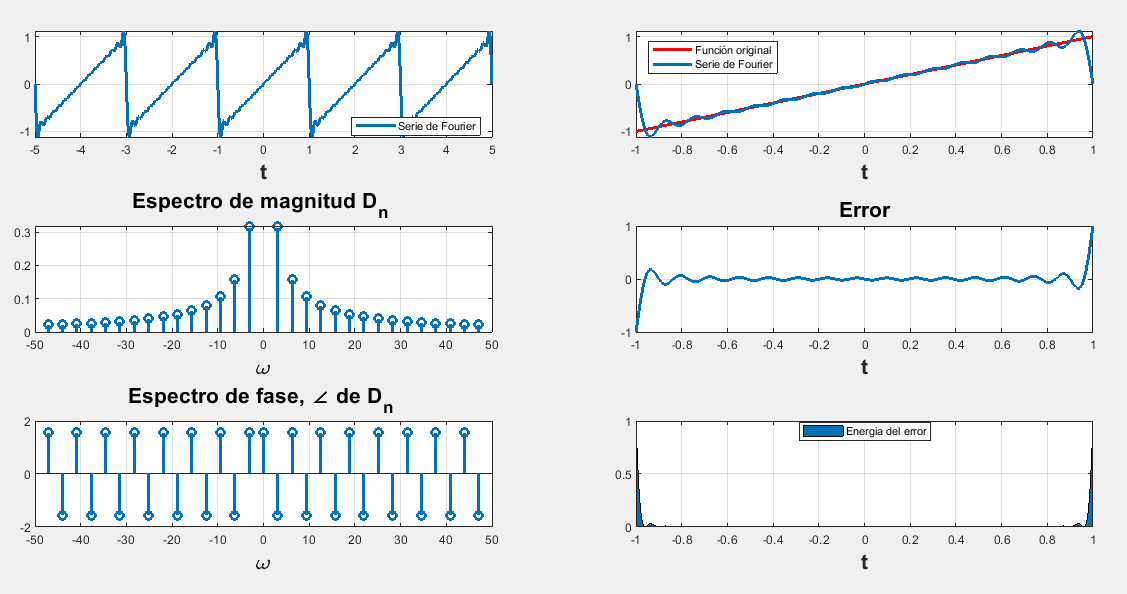 1
0
-1
Serie de Fourier
-5 -3 -1 0 1 3 5
t
Función original
Serie de Fourier
1
0
-1
-1 -0.8 -0.6 -0.4 -0.2 0 0.2 0.4 0.6 0.8 1
t
Espectro de magnitud Dn
0.3
0.2
0.1
0
-50 -40 -30 -20 -10 0 10 20 30 40 50
ω
Error
1
0
-1
-1 -0.8 -0.6 -0.4 -0.2 0 0.2 0.4 0.6 0.8 1
t
Espectro de fase, ∠ de Dn
2
0
-2
-50 -40 -30 -20 -10 0 10 20 30 40 50
ω
Energia del error
1
0.5
0
-1 -0.8 -0.6 -0.4 -0.2 0 0.2 0.4 0.6 0.8 1
t